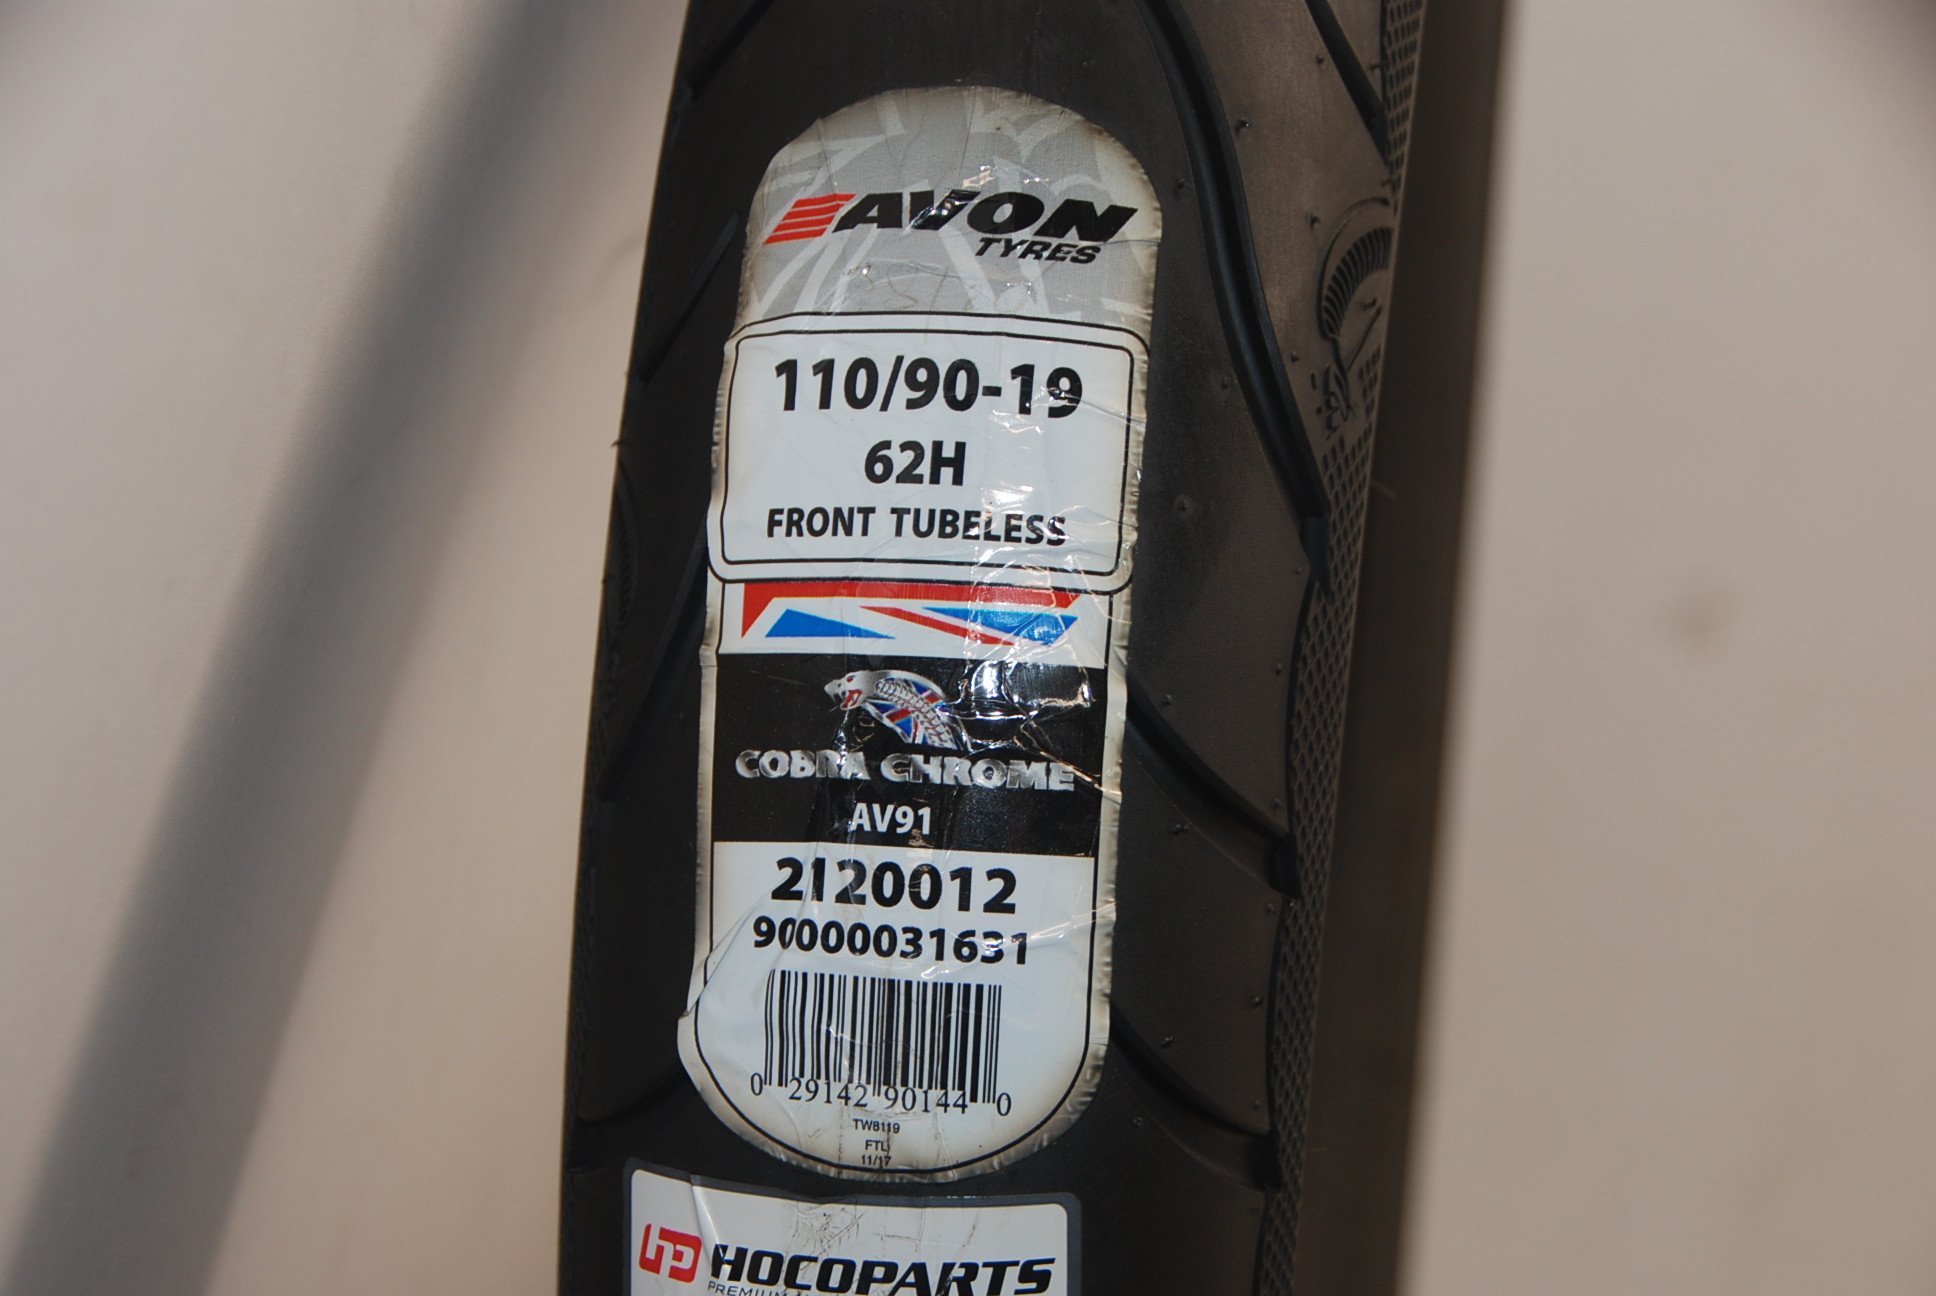 AVON
TYRES
110/90-19
62H
FRONT TUBELESS
COBRA CHROME
AV91
2120012
90000031631
0 29142 90144 0
TW8119
FTL
11/17
HOCOPARTS
PREMIUM